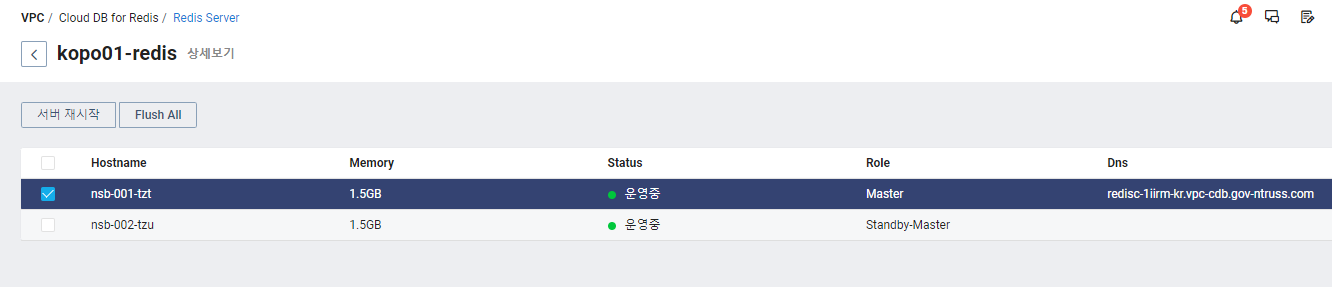 VPC / Cloud DB for Redis / Redis Server
5
kopo01-redis 상세보기
서버 재시작 Flush All
Hostname Memory Status Role Dns
nsb-001-tzt 1.5GB 운영중 Master redisc-1iirm-kr.vpc-cdb.gov-ntruss.com
nsb-002-tzu 1.5GB 운영중 Standby-Master